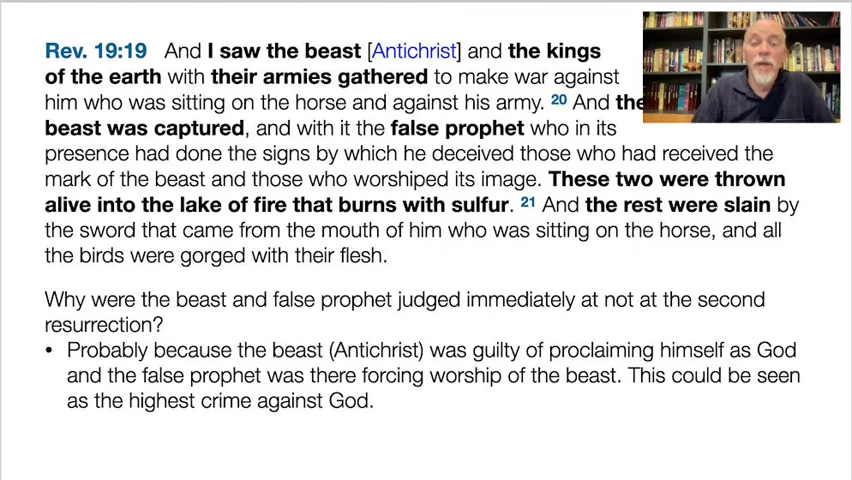 Rev. 19:19 And I saw the beast [Antichrist] and the kings
of the earth with their armies gathered to make war against
him who was sitting on the horse and against his army. 20 And the
beast was captured, and with it the false prophet who in its
presence had done the signs by which he deceived those who had received the
mark of the beast and those who worshiped its image. These two were thrown
alive into the lake of fire that burns with sulfur. 21 And the rest were slain by
the sword that came from the mouth of him who was sitting on the horse, and all
the birds were gorged with their flesh.
Why were the beast and false prophet judged immediately at not at the second
resurrection?
• Probably because the beast (Antichrist) was guilty of proclaiming himself as God
and the false prophet was there forcing worship of the beast. This could be seen
as the highest crime against God.